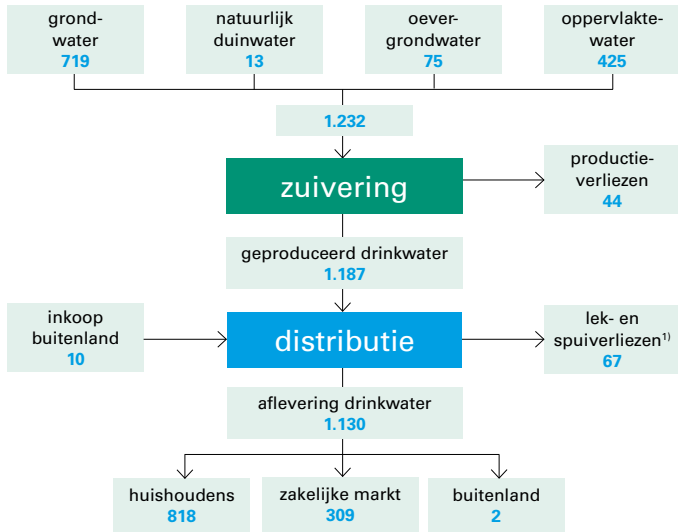 grond-
water
719
natuurlijk
duinwater
13
oever-
grondwater
75
oppervlakte-
water
425
1.232
zuivering
productie-
verliezen
44
geproduceerd drinkwater
1.187
inkoop
buitenland
10
distributie
lek- en
spuiverliezen1)
67
aflevering drinkwater
1.130
huishoudens
818
zakelijke markt
309
buitenland
2